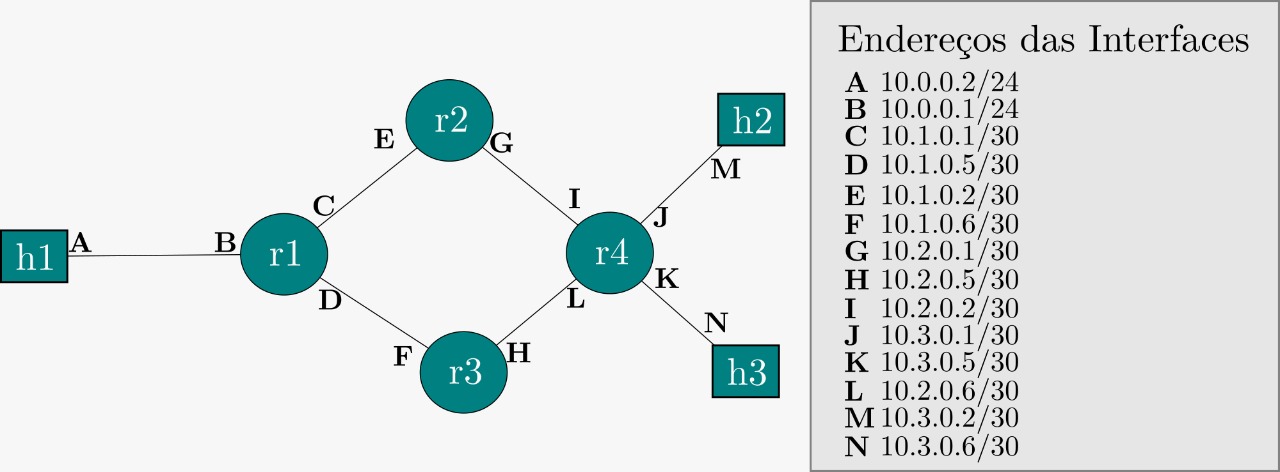 r2
E
G
h2
M
C
I
J
h1
A
B
r1
r4
K
D
L
N
F
r3
H
h3
Endereços das Interfaces
A 10.0.0.2/24
B 10.0.0.1/24
C 10.1.0.1/30
D 10.1.0.5/30
E 10.1.0.2/30
F 10.1.0.6/30
G 10.2.0.1/30
H 10.2.0.5/30
I 10.2.0.2/30
J 10.3.0.1/30
K 10.3.0.5/30
L 10.2.0.6/30
M 10.3.0.2/30
N 10.3.0.6/30